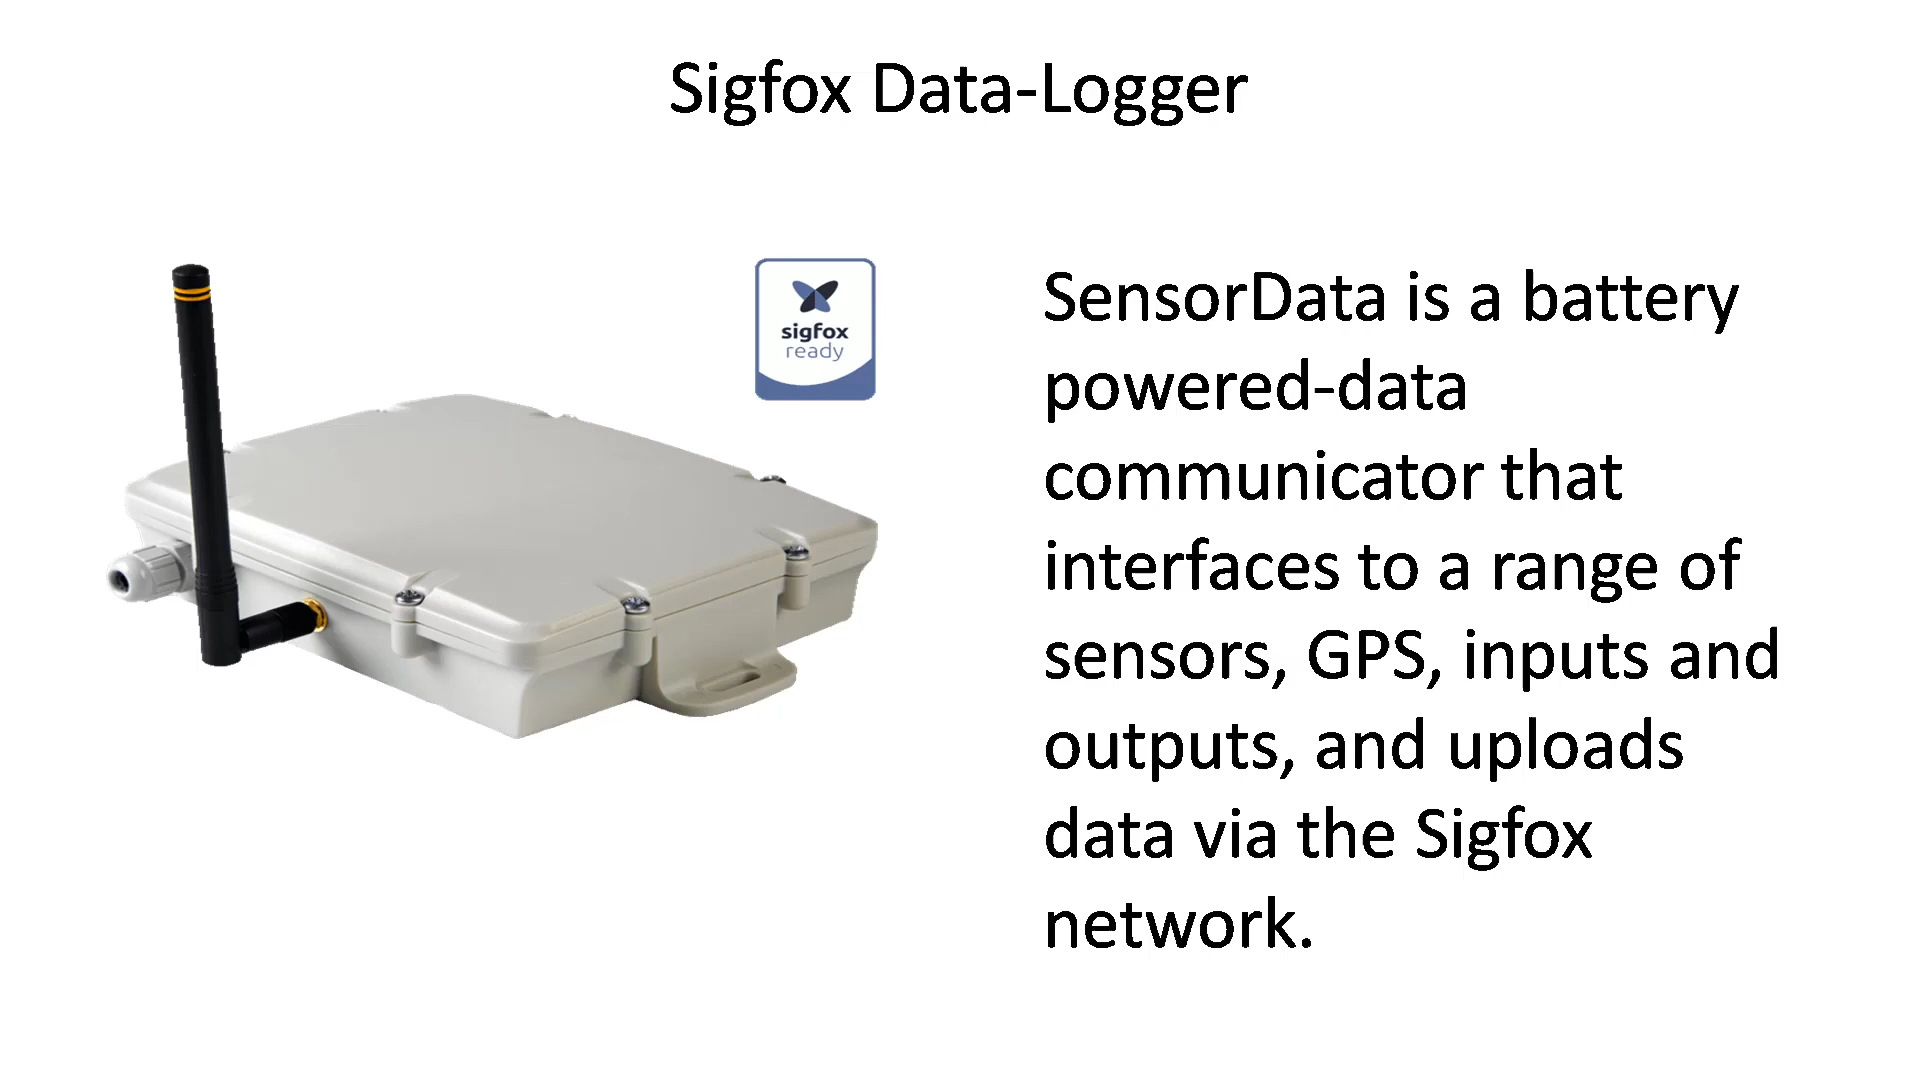 Sigfox Data-Logger
sigfox
ready
SensorData is a battery
powered-data
communicator that
interfaces to a range of
sensors, GPS, inputs and
outputs, and uploads
data via the Sigfox
network.